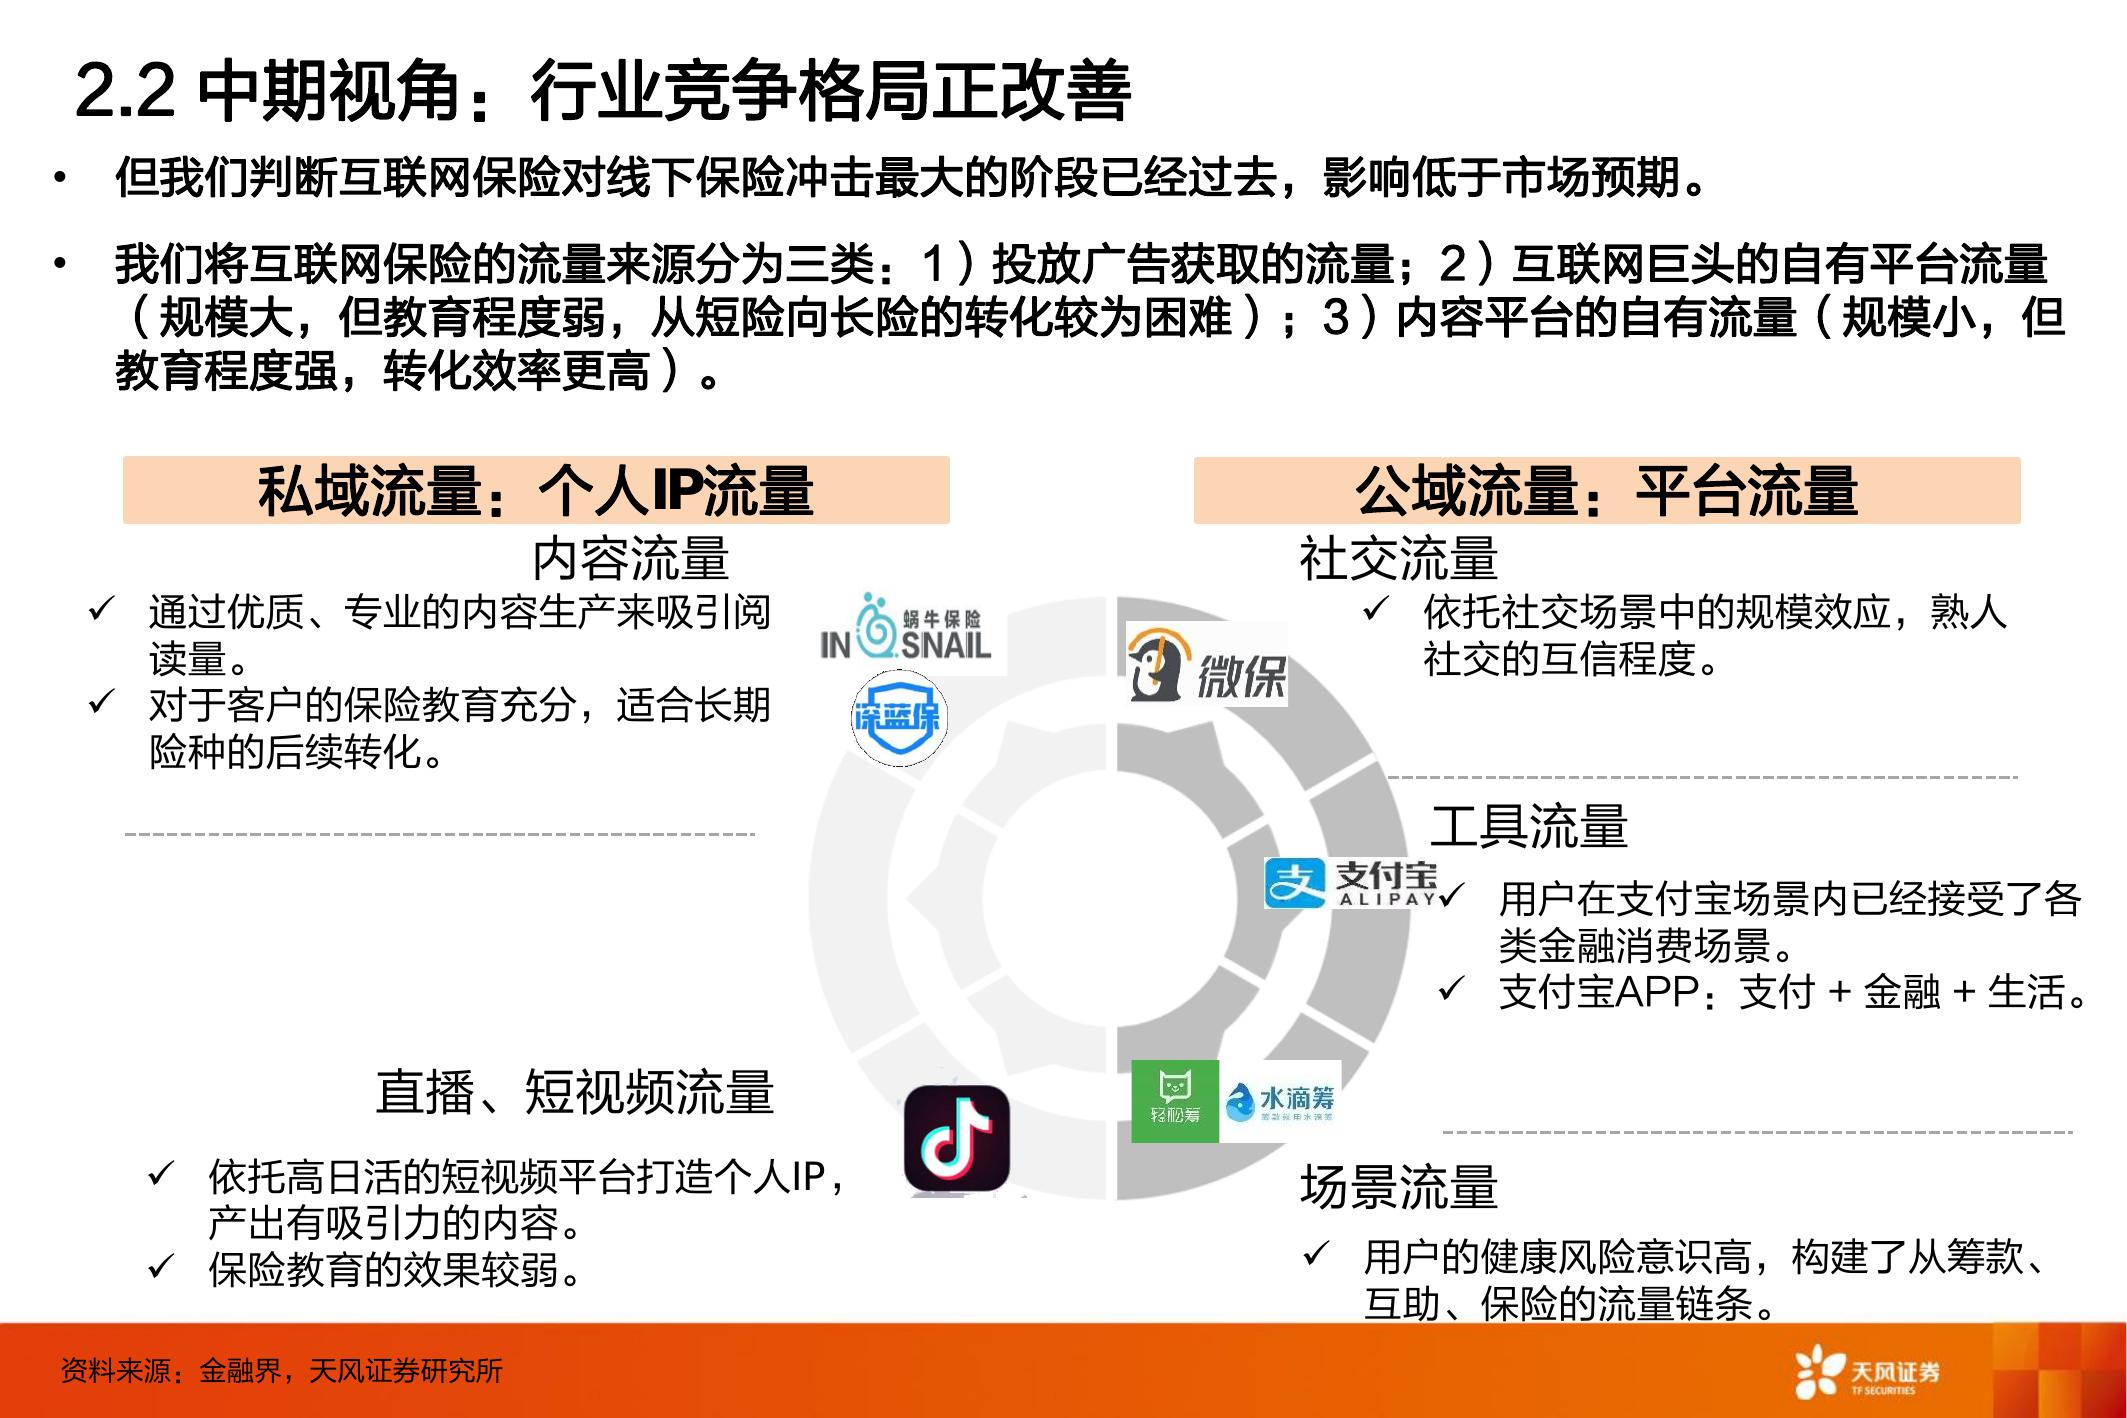 2.2 中期视角：行业竞争格局正改善
• 但我们判断互联网保险对线下保险冲击最大的阶段已经过去，影响低于市场预期。
• 我们将互联网保险的流量来源分为三类：1）投放广告获取的流量；2）互联网巨头的自有平台流量
（规模大，但教育程度弱，从短险向长险的转化较为困难）；3）内容平台的自有流量（规模小，但
教育程度强，转化效率更高）。
私域流量：个人IP流量
内容流量
✓ 通过优质、专业的内容生产来吸引阅
读量。
✓ 对于客户的保险教育充分，适合长期
险种的后续转化。
蜗牛保险
INSNAIL
深蓝保
直播、短视频流量
✓ 依托高日活的短视频平台打造个人IP，
产出有吸引力的内容。
✓ 保险教育的效果较弱。
公域流量：平台流量
社交流量
✓ 依托社交场景中的规模效应，熟人
社交的互信程度。
微保
工具流量
支付宝
ALIPAY
✓ 用户在支付宝场景内已经接受了各
类金融消费场景。
✓ 支付宝APP：支付 + 金融 + 生活。
轻松筹
水滴筹
场景流量
✓ 用户的健康风险意识高，构建了从筹款、
互助、保险的流量链条。
资料来源：金融界，天风证券研究所
天风证券
TF SECURITIES